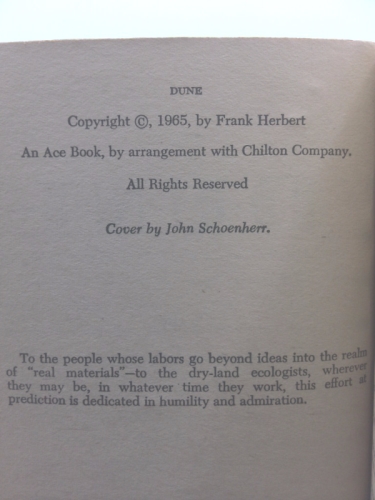 DUNE
Copyright ©, 1965, by Frank Herbert
An Ace Book, by arrangement with Chilton Company.
All Rights Reserved
Cover by John Schoenherr.
To the people whose labors go beyond ideas into the realm
of "real materials"—to the dry-land ecologists, wherever
they may be, in whatever time they work, this effort at
prediction is dedicated in humility and admiration.